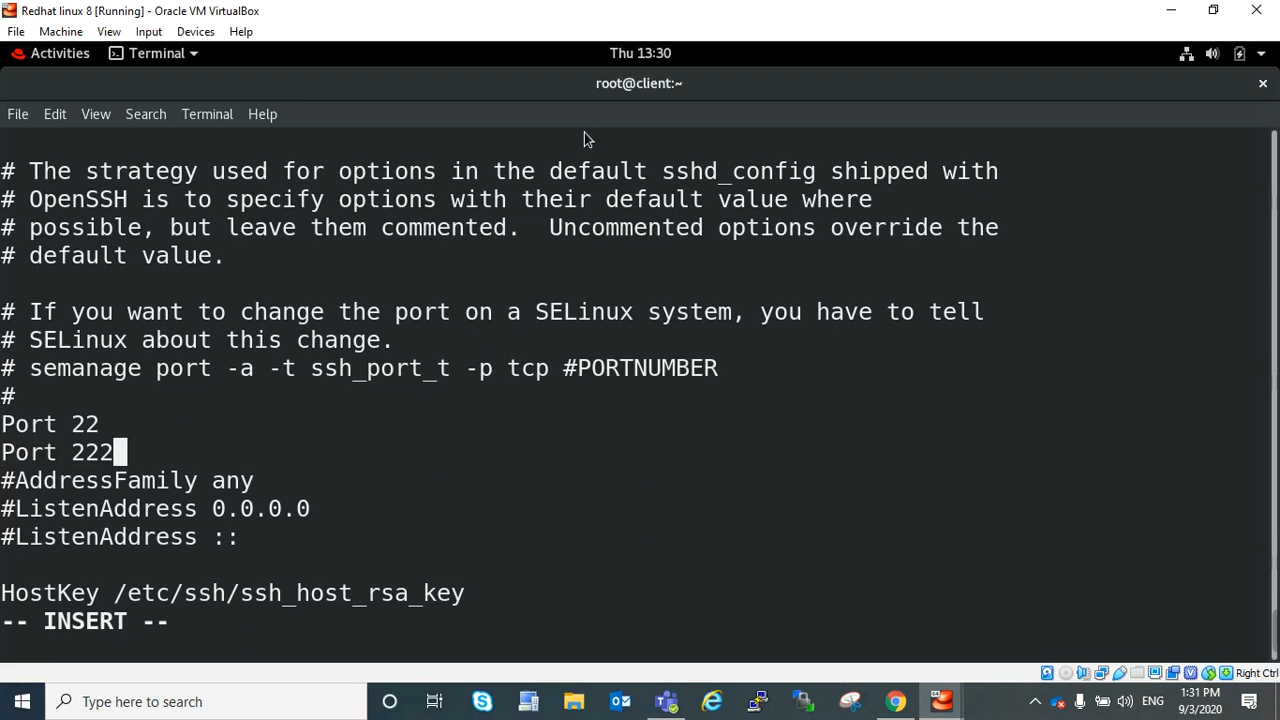 Redhat linux 8 [Running] - Oracle VM VirtualBox
File Machine View Input Devices Help
Activities Terminal Thu 13:30
root@client:~
File Edit View Search Terminal Help
# The strategy used for options in the default sshd_config shipped with
# OpenSSH is to specify options with their default value where
# possible, but leave them commented.  Uncommented options override the
# default value.
# If you want to change the port on a SELinux system, you have to tell
# SELinux about this change.
# semanage port -a -t ssh_port_t -p tcp #PORTNUMBER
#
Port 22
Port 222
#AddressFamily any
#ListenAddress 0.0.0.0
#ListenAddress ::
HostKey /etc/ssh/ssh_host_rsa_key
-- INSERT --
Right Ctrl
Type here to search
ENG
1:31 PM
9/3/2020